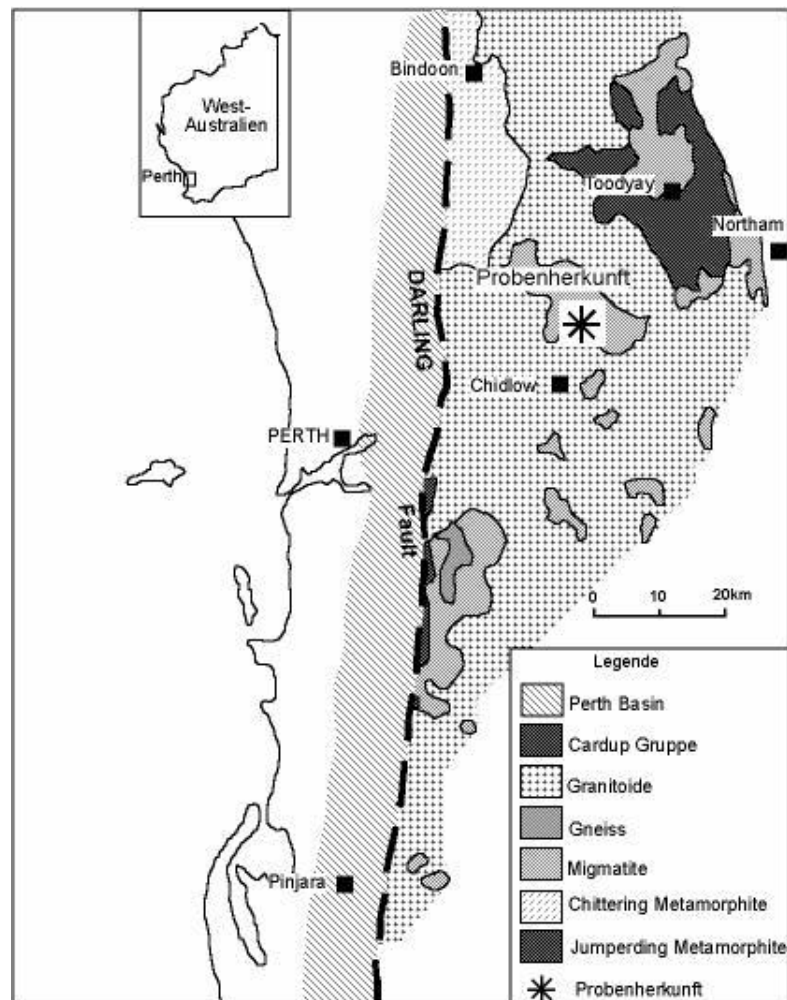 Bindoon
West-
Australien
Perth
Toodyay
Northam
Probenherkunft
DARLING
Chidlow
PERTH
Fault
0 10 20km
Legende
Perth Basin
Cardup Gruppe
Granitoide
Gneiss
Migmatite
Chittering Metamorphite
Jumperding Metamorphite
Probenherkunft
Pinjara